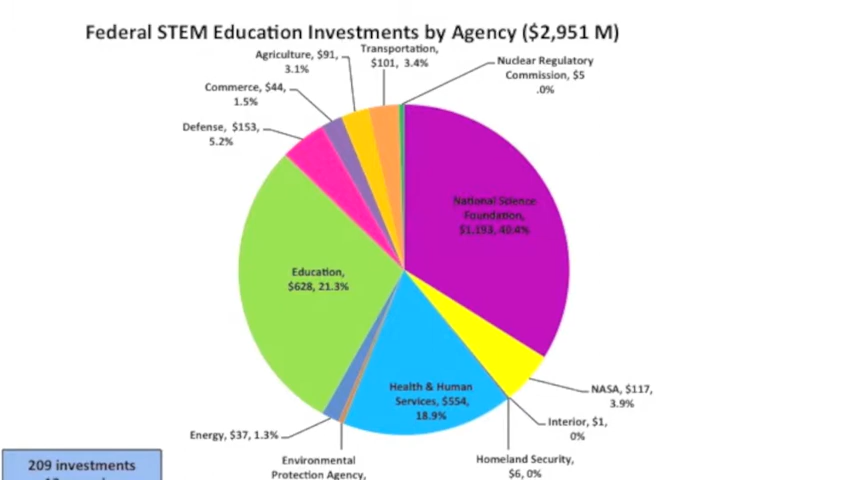 Federal STEM Education Investments by Agency ($2,951 M)
Agriculture, $91,
3.1%
Transportation,
$101, 3.4%
Nuclear Regulatory
Commission, $5
.0%
Commerce, $44,
1.5%
Defense, $153,
5.2%
National Science
Foundation,
$1,193, 40.4%
Education,
$628, 21.3%
Health & Human
Services, $554,
18.9%
NASA, $117,
3.9%
Interior, $1,
0%
Energy, $37, 1.3%
Environmental
Protection Agency,
Homeland Security,
$6, 0%
209 investments